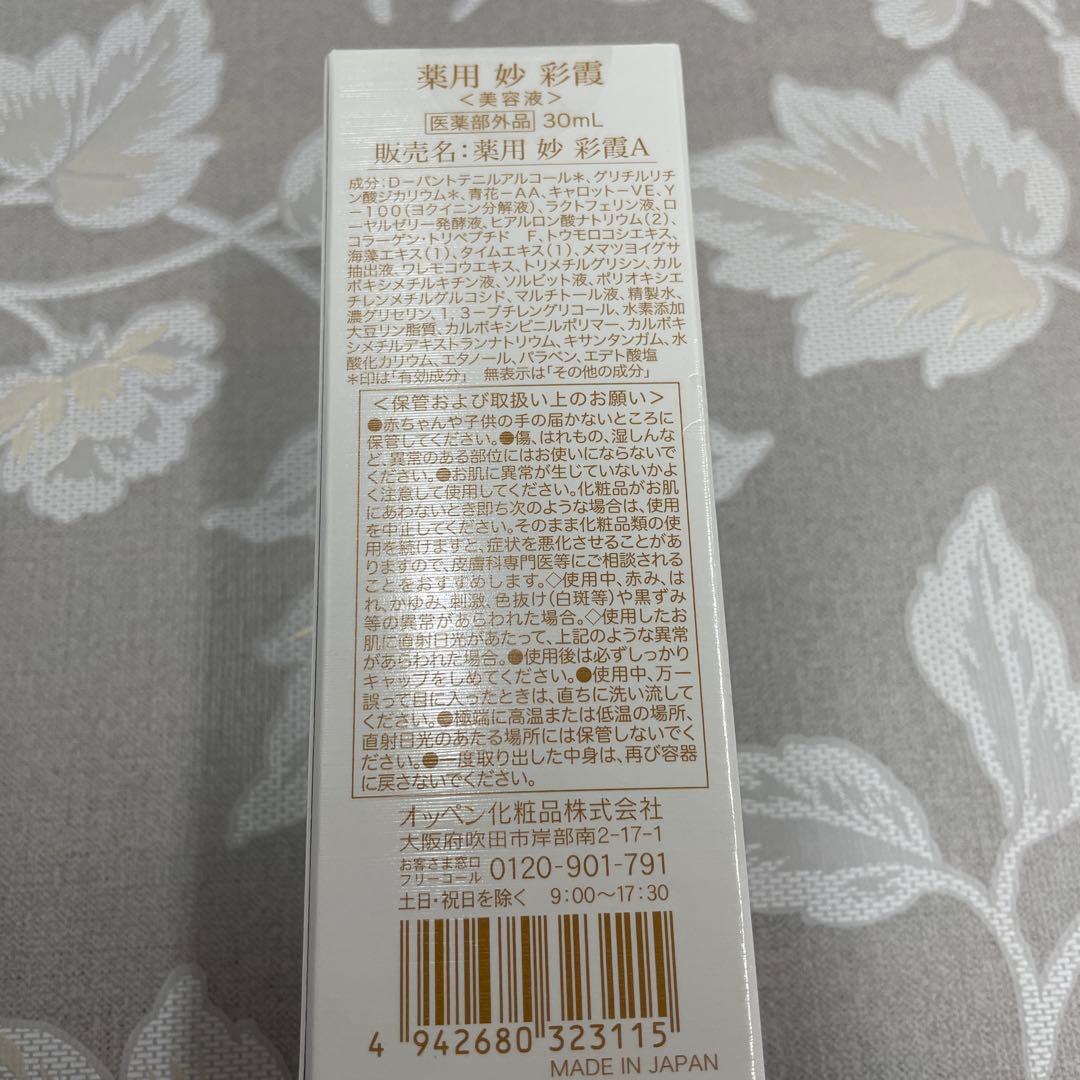 薬用 妙 彩霞
＜美容液＞
医薬部外品 30mL
販売名：薬用 妙 彩霞A
成分：D－パントテニルアルコール＊、グリチルリチ
ン酸ジカリウム＊、青花－AA、キャロット－VE、Y
－100（ヨクイニン分解液）、ラクトフェリン液、ロ
ーヤルゼリー発酵液、ヒアルロン酸ナトリウム（2）、
コラーゲン・トリペプチド F、トウモロコシエキス、
海藻エキス（1）、タイムエキス（1）、メマツヨイグサ
抽出液、ワレモコウエキス、トリメチルグリシン、カル
ボキシメチルキチン液、ソルビット液、ポリオキシエ
チレンメチルグルコシド、マルチトール液、精製水、
濃グリセリン、1，3－ブチレングリコール、水素添加
大豆リン脂質、カルボキシビニルポリマー、カルボキ
シメチルデキストランナトリウム、キサンタンガム、水
酸化カリウム、エタノール、パラベン、エデト酸塩
＊印は「有効成分」 無表示は「その他の成分」
＜保管および取扱い上のお願い＞
●赤ちゃんや子供の手の届かないところに
保管してください。●傷、はれもの、湿しんな
ど、異常のある部位にはお使いにならないで
ください。●お肌に異常が生じていないかよ
く注意して使用してください。化粧品がお肌
にあわないとき即ち次のような場合は、使用
を中止してください。そのまま化粧品類の使
用を続けますと、症状を悪化させることがあ
りますので、皮膚科専門医等にご相談される
ことをおすすめします。◇使用中、赤み、は
れ、かゆみ、刺激、色抜け（白斑等）や黒ずみ
等の異常があらわれた場合。◇使用したお
肌に直射日光があたって、上記のような異常
があらわれた場合。●使用後は必ずしっかり
キャップをしめてください。●使用中、万一
誤って目に入ったときは、直ちに洗い流して
ください。●極端に高温または低温の場所、
直射日光のあたる場所には保管しないでく
ださい。●一度取り出した中身は、再び容器
に戻さないでください。
オッペン化粧品株式会社
大阪府吹田市岸部南2-17-1
お客さま窓口
フリーコール 0120-901-791
土日・祝日を除く 9:00～17:30
4 942680 323115
MADE IN JAPAN